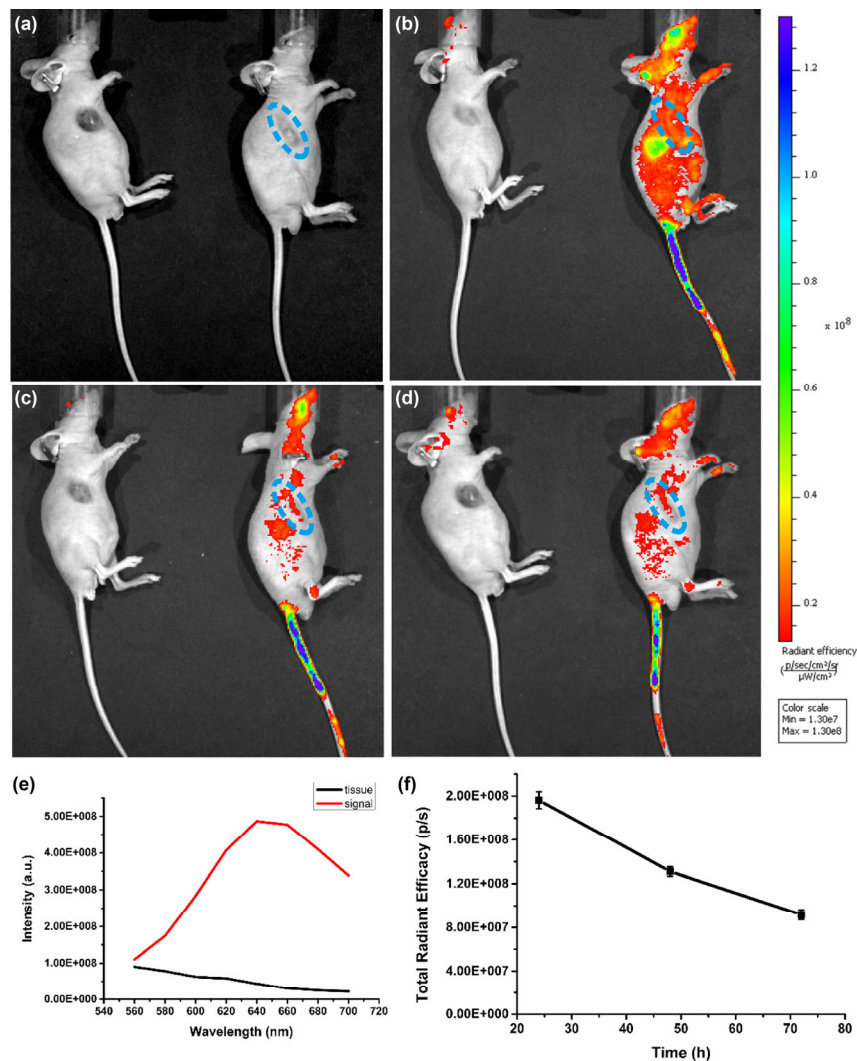 (a)
(b)
1.2
1.0
0.8
x 10⁸
0.6
0.4
0.2
Radiant efficiency
(p/sec/cm²/sr
μW/cm²)
Color scale
Min = 1.30e7
Max = 1.30e8
(c)
(d)
(e)
tissue
signal
5.00E+008
4.00E+008
3.00E+008
2.00E+008
1.00E+008
0.00E+000
540 560 580 600 620 640 660 680 700 720
Intensity (a.u.)
Wavelength (nm)
(f)
2.00E+008
1.60E+008
1.20E+008
8.00E+007
4.00E+007
0.00E+000
20 30 40 50 60 70 80
Total Radiant Efficacy (p/s)
Time (h)